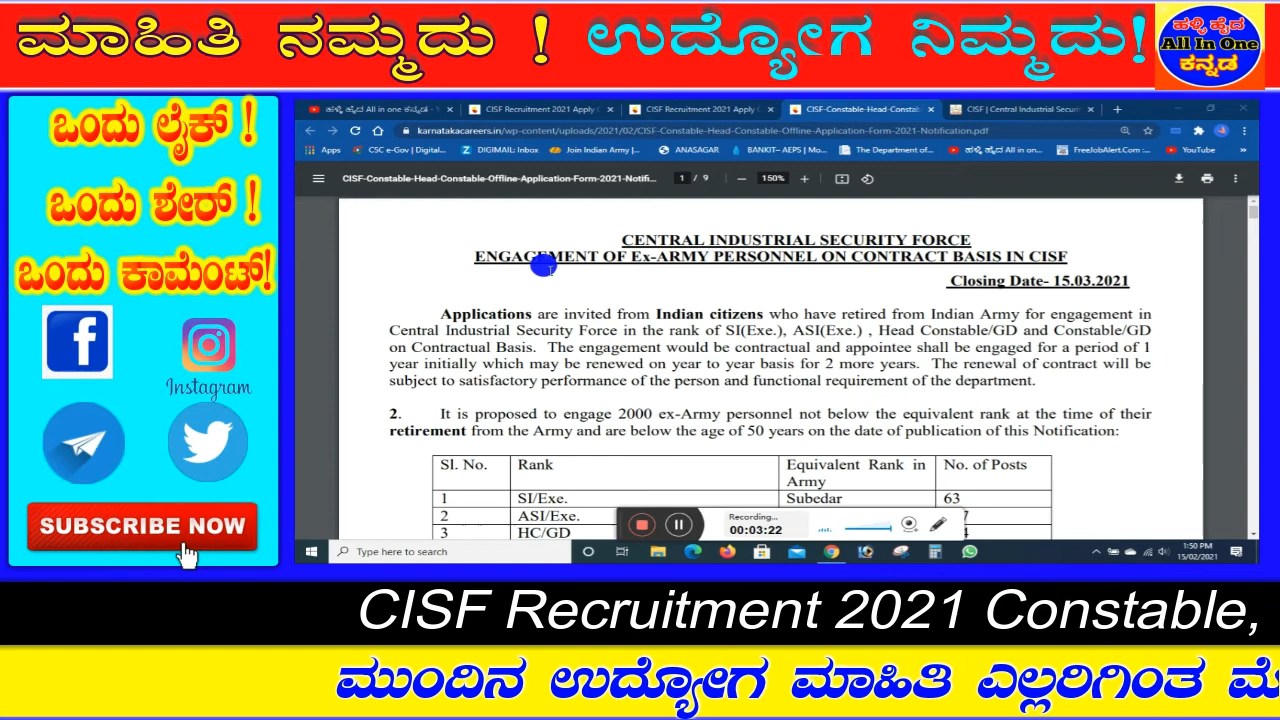 ಮಾಹಿತಿ ನಮ್ಮದು ! ಉದ್ಯೋಗ ನಿಮ್ಮದು!
ಹಳ್ಳಿ ಹೈದ
All In One
ಕನ್ನಡ
ಒಂದು ಲೈಕ್ !
ಒಂದು ಶೇರ್ !
ಒಂದು ಕಾಮೆಂಟ್!
Instagram
SUBSCRIBE NOW
ಹಳ್ಳಿ ಹೈದ All in one ಕನ್ನಡ - CISF Recruitment 2021 Apply CISF Recruitment 2021 Apply CISF-Constable-Head-Consta CISF | Central Industrial Securi
karnatakacareers.in/wp-content/uploads/2021/02/CISF-Constable-Head-Constable-Offline-Application-Form-2021-Notification.pdf
Apps CSC e-Gov | Digital... DIGIMAIL: Inbox Join Indian Army |... ANASAGAR BANKIT– AEPS | Mo... The Department of... ಹಳ್ಳಿ ಹೈದ All in on... FreeJobAlert.Com :... YouTube »
CISF-Constable-Head-Constable-Offline-Application-Form-2021-Notifi... 1 / 9 — 150% +
CENTRAL INDUSTRIAL SECURITY FORCE
ENGAGEMENT OF Ex-ARMY PERSONNEL ON CONTRACT BASIS IN CISF
Closing Date- 15.03.2021
Applications are invited from Indian citizens who have retired from Indian Army for engagement in
Central Industrial Security Force in the rank of SI(Exe.), ASI(Exe.) , Head Constable/GD and Constable/GD
on Contractual Basis. The engagement would be contractual and appointee shall be engaged for a period of 1
year initially which may be renewed on year to year basis for 2 more years. The renewal of contract will be
subject to satisfactory performance of the person and functional requirement of the department.
2. It is proposed to engage 2000 ex-Army personnel not below the equivalent rank at the time of their
retirement from the Army and are below the age of 50 years on the date of publication of this Notification:
Sl. No. Rank Equivalent Rank in Army No. of Posts
1 SI/Exe. Subedar 63
2 ASI/Exe.
3 HC/GD
Recording...
00:03:22
Type here to search
1:50 PM
15/02/2021
CISF Recruitment 2021 Constable,
ಮುಂದಿನ ಉದ್ಯೋಗ ಮಾಹಿತಿ ಎಲ್ಲರಿಗಿಂತ